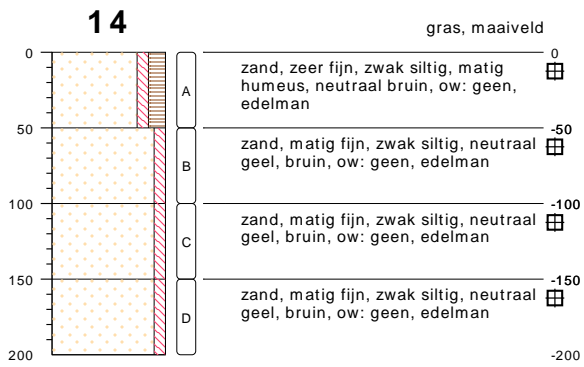 14
gras, maaiveld
0
0
A
zand, zeer fijn, zwak siltig, matig
humeus, neutraal bruin, ow: geen,
edelman
50
-50
B
zand, matig fijn, zwak siltig, neutraal
geel, bruin, ow: geen, edelman
100
-100
C
zand, matig fijn, zwak siltig, neutraal
geel, bruin, ow: geen, edelman
150
-150
D
zand, matig fijn, zwak siltig, neutraal
geel, bruin, ow: geen, edelman
200
-200